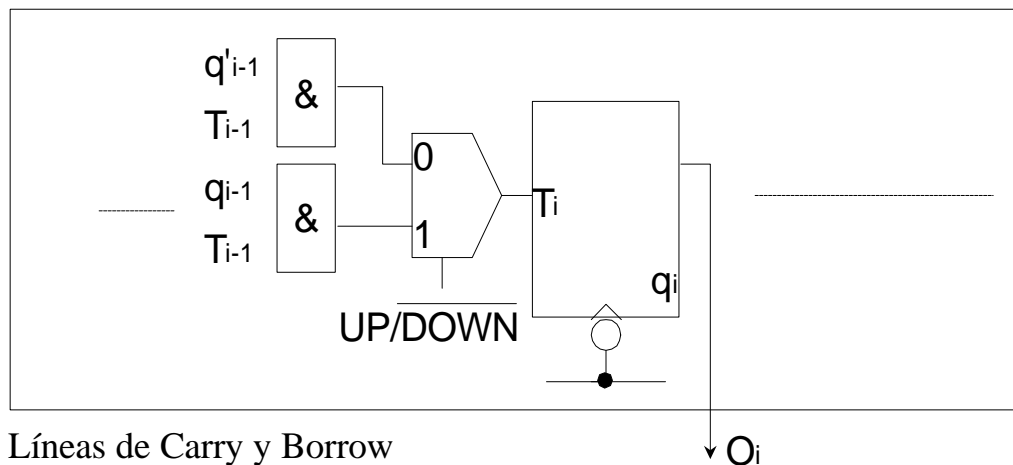 q'i-1
&
Ti-1
0
qi-1
Ti
&
1
Ti-1
qi
UP/DOWN
Líneas de Carry y Borrow
Oi